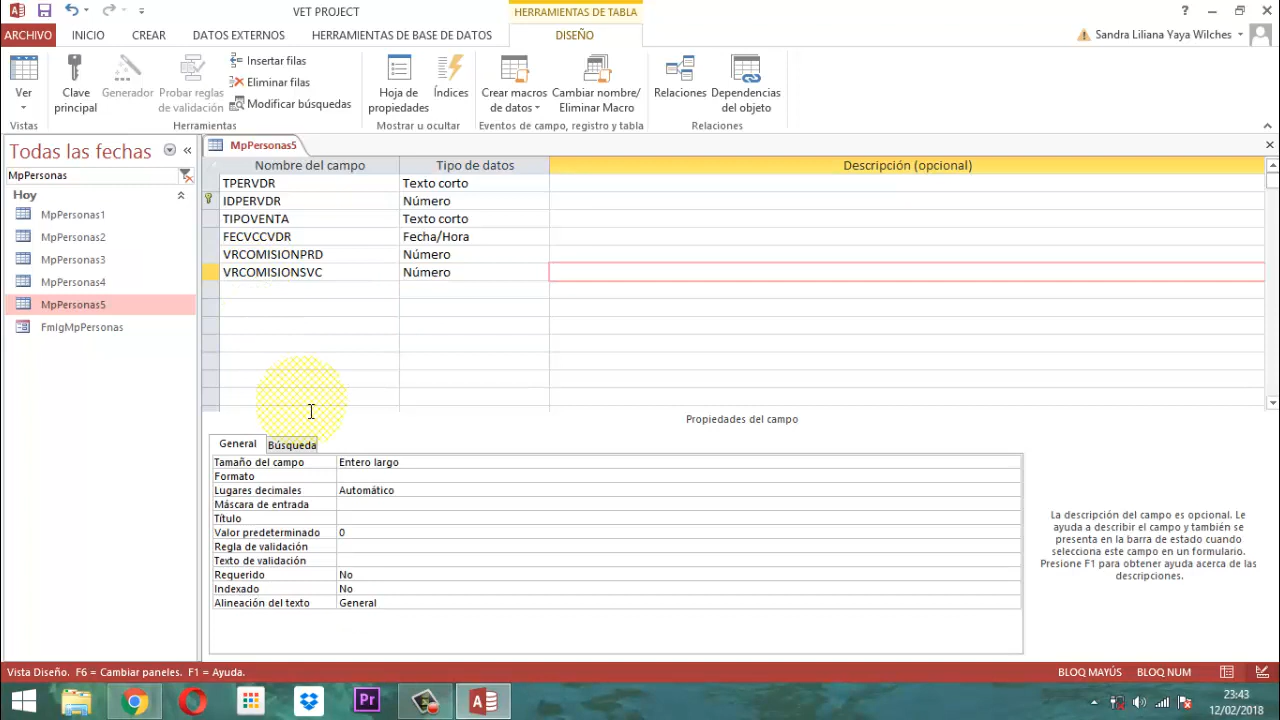 VET PROJECT
HERRAMIENTAS DE TABLA
?
ARCHIVO
INICIO
CREAR
DATOS EXTERNOS
HERRAMIENTAS DE BASE DE DATOS
DISEÑO
Sandra Liliana Yaya Wilches
Ver
Clave principal
Generador
Probar reglas de validación
Insertar filas
Eliminar filas
Modificar búsquedas
Hoja de propiedades
Índices
Crear macros de datos
Cambiar nombre/ Eliminar Macro
Relaciones
Dependencias del objeto
Vistas
Herramientas
Mostrar u ocultar
Eventos de campo, registro y tabla
Relaciones
Todas las fechas
MpPersonas
Hoy
MpPersonas1
MpPersonas2
MpPersonas3
MpPersonas4
MpPersonas5
FmIgMpPersonas
MpPersonas5
Nombre del campo Tipo de datos Descripción (opcional)
TPERVDR Texto corto
IDPERVDR Número
TIPOVENTA Texto corto
FECVCCVDR Fecha/Hora
VRCOMISIONPRD Número
VRCOMISIONSVC Número
Propiedades del campo
General Búsqueda
Tamaño del campo Entero largo
Formato
Lugares decimales Automático
Máscara de entrada
Título
Valor predeterminado 0
Regla de validación
Texto de validación
Requerido No
Indexado No
Alineación del texto General
La descripción del campo es opcional. Le
ayuda a describir el campo y también se
presenta en la barra de estado cuando
selecciona este campo en un formulario.
Presione F1 para obtener ayuda acerca de las
descripciones.
Vista Diseño. F6 = Cambiar paneles. F1 = Ayuda.
BLOQ MAYÚS
BLOQ NUM
Pr
23:43
12/02/2018